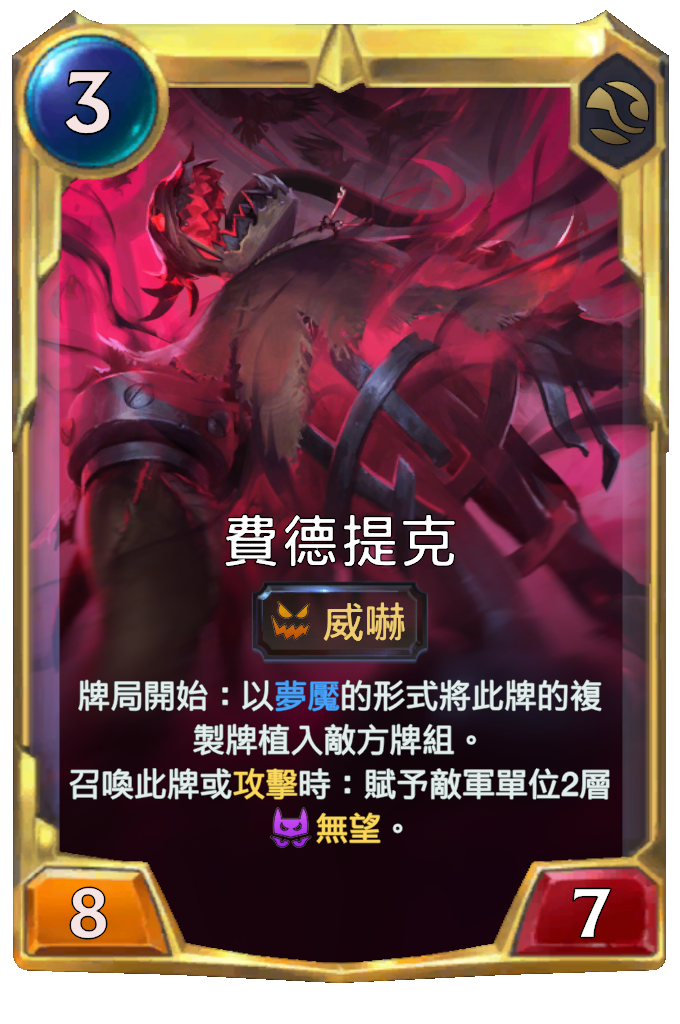 3
費德提克
威嚇
牌局開始：以夢魘的形式將此牌的複
製牌植入敵方牌組。
召喚此牌或攻擊時：賦予敵軍單位2層
無望。
8
7